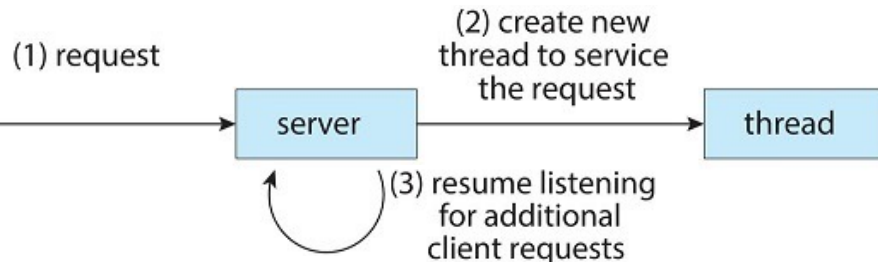 (1) request
(2) create new
thread to service
the request
server
thread
(3) resume listening
for additional
client requests